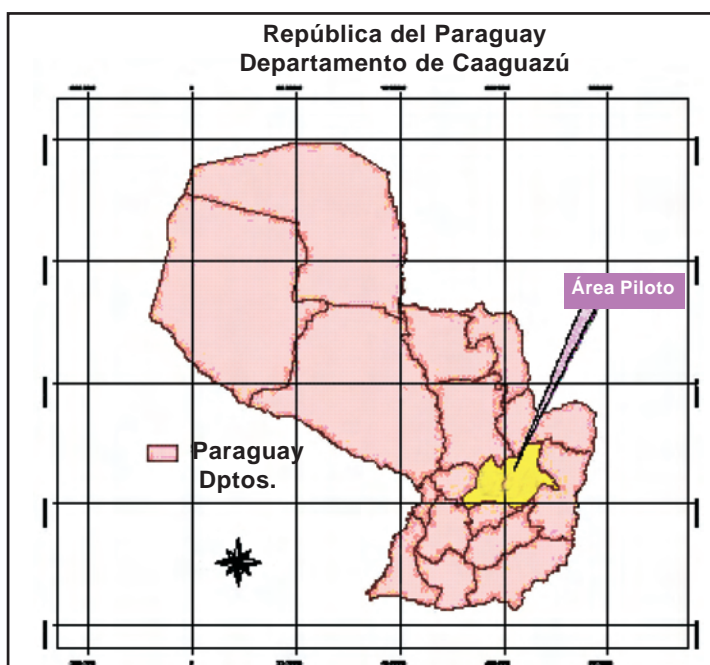 República del Paraguay
Departamento de Caaguazú
Área Piloto
Paraguay
Dptos.